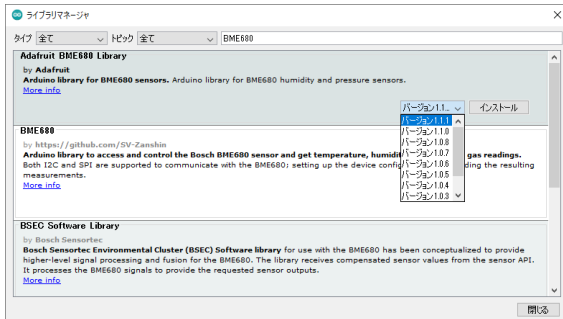 ライブラリマネージャ
タイプ 全て トピック 全て BME680
Adafruit BME680 Library
by Adafruit
Arduino library for BME680 sensors. Arduino library for BME680 humidity and pressure sensors.
More info
バージョン1.1... インストール
バージョン1.1.1
バージョン1.1.0
バージョン1.0.8
バージョン1.0.7
バージョン1.0.6
バージョン1.0.5
バージョン1.0.4
バージョン1.0.3
BME680
by https://github.com/SV-Zanshin
Arduino library to access and control the Bosch BME680 sensor and get temperature, humidit gas readings.
Both I2C and SPI are supported to communicate with the BME680; setting up the device config ding the resulting
measurements.
More info
BSEC Software Library
by Bosch Sensortec
Bosch Sensortec Environmental Cluster (BSEC) Software library for use with the BME680 has been conceptualized to provide
higher-level signal processing and fusion for the BME680. The library receives compensated sensor values from the sensor API.
It processes the BME680 signals to provide the requested sensor outputs.
More info
閉じる